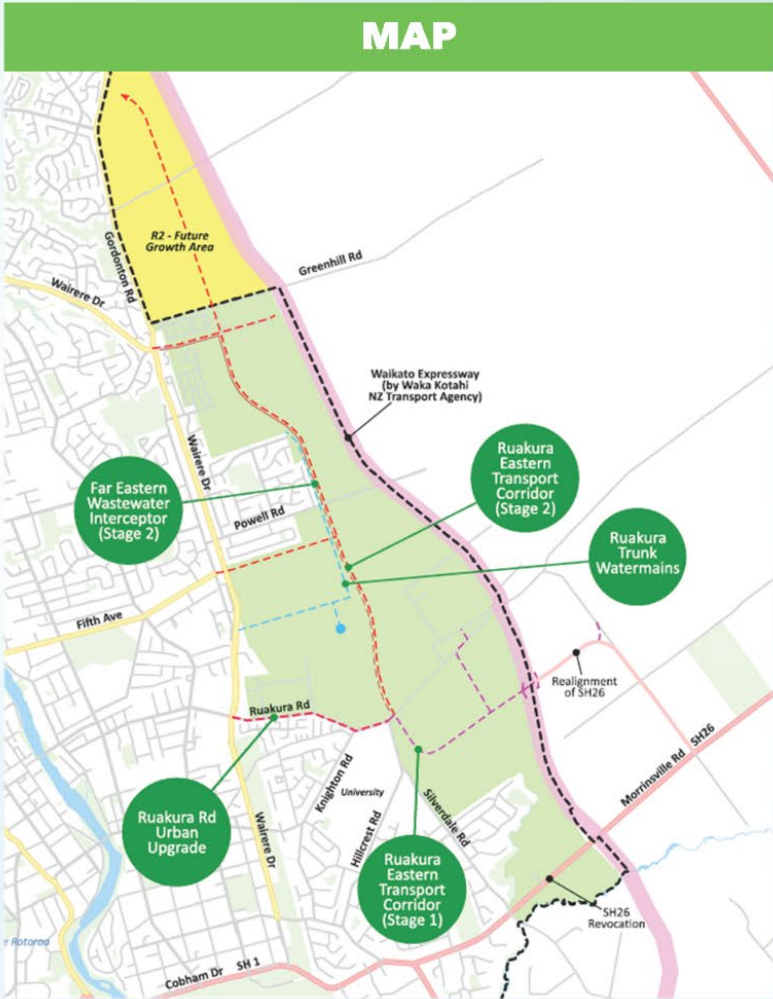 MAP
R2 - Future
Growth Area
Gordonton Rd
Wairere Dr
Greenhill Rd
Waikato Expressway
(by Waka Kotahi
NZ Transport Agency)
Wairere Dr
Far Eastern
Wastewater
Interceptor
(Stage 2)
Ruakura
Eastern
Transport
Corridor
(Stage 2)
Powell Rd
Ruakura
Trunk
Watermains
Fifth Ave
Realignment
of SH26
Ruakura Rd
Morrinsville Rd
SH26
Knighton Rd
University
Silverdale Rd
Ruakura Rd
Urban
Upgrade
Wairere Dr
Hillcrest Rd
Ruakura
Eastern
Transport
Corridor
(Stage 1)
SH26
Revocation
e Rotoroa
Cobham Dr
SH 1